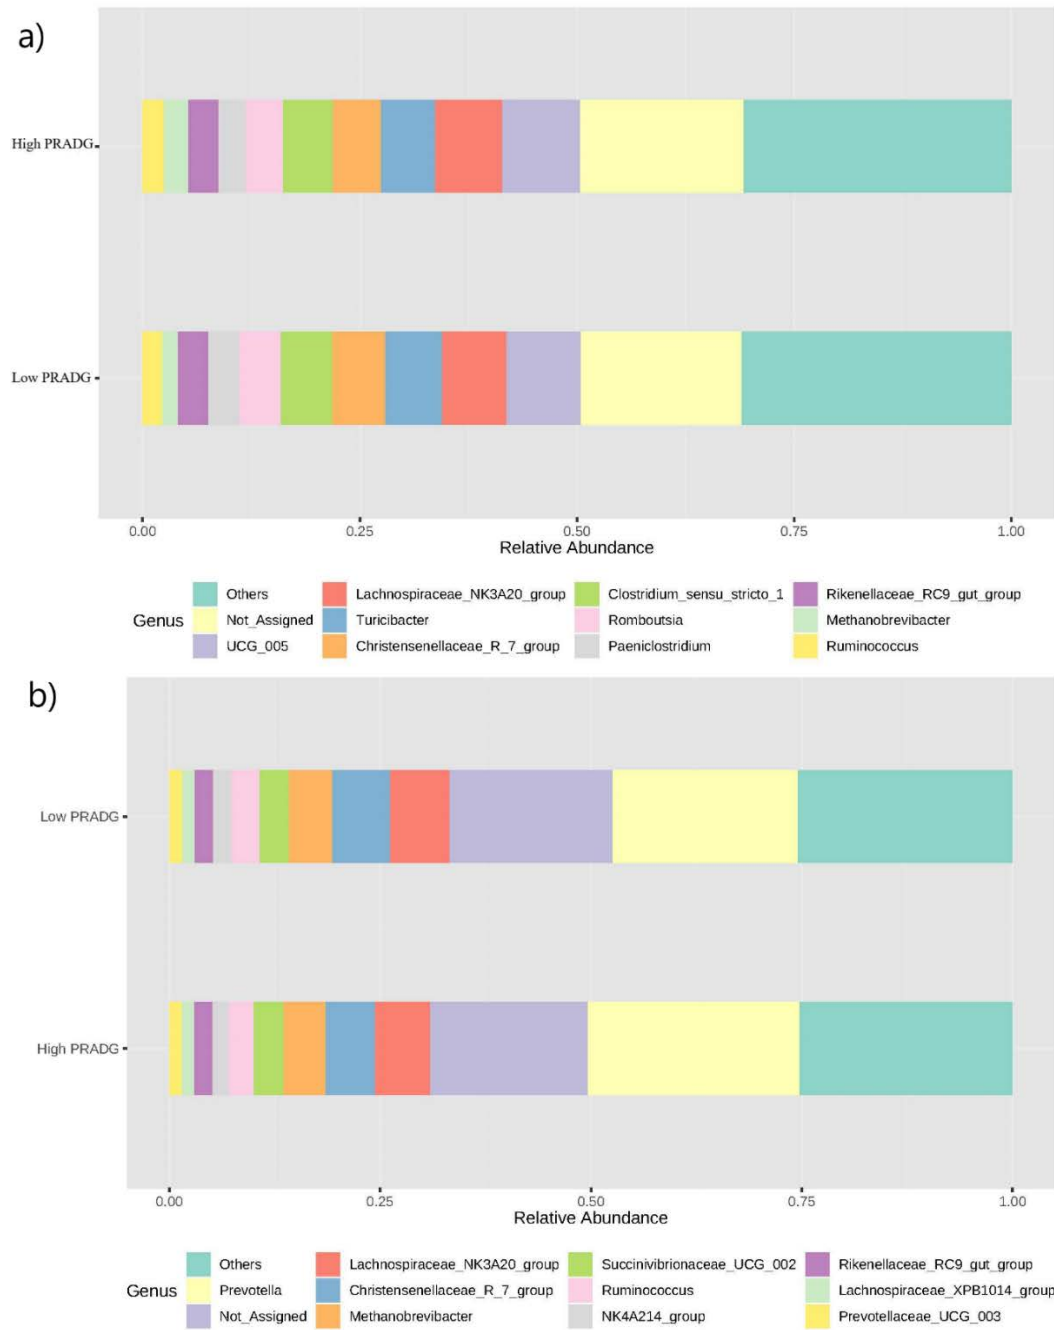 a)
High PRADG
Low PRADG
0.00 0.25 0.50 0.75 1.00
Relative Abundance
Genus
Others Lachnospiraceae_NK3A20_group Clostridium_sensu_stricto_1 Rikenellaceae_RC9_gut_group
Not_Assigned Turicibacter Romboutsia Methanobrevibacter
UCG_005 Christensenellaceae_R_7_group Paeniclostridium Ruminococcus
b)
Low PRADG
High PRADG
0.00 0.25 0.50 0.75 1.00
Relative Abundance
Genus
Others Lachnospiraceae_NK3A20_group Succinivibrionaceae_UCG_002 Rikenellaceae_RC9_gut_group
Prevotella Christensenellaceae_R_7_group Ruminococcus Lachnospiraceae_XPB1014_group
Not_Assigned Methanobrevibacter NK4A214_group Prevotellaceae_UCG_003